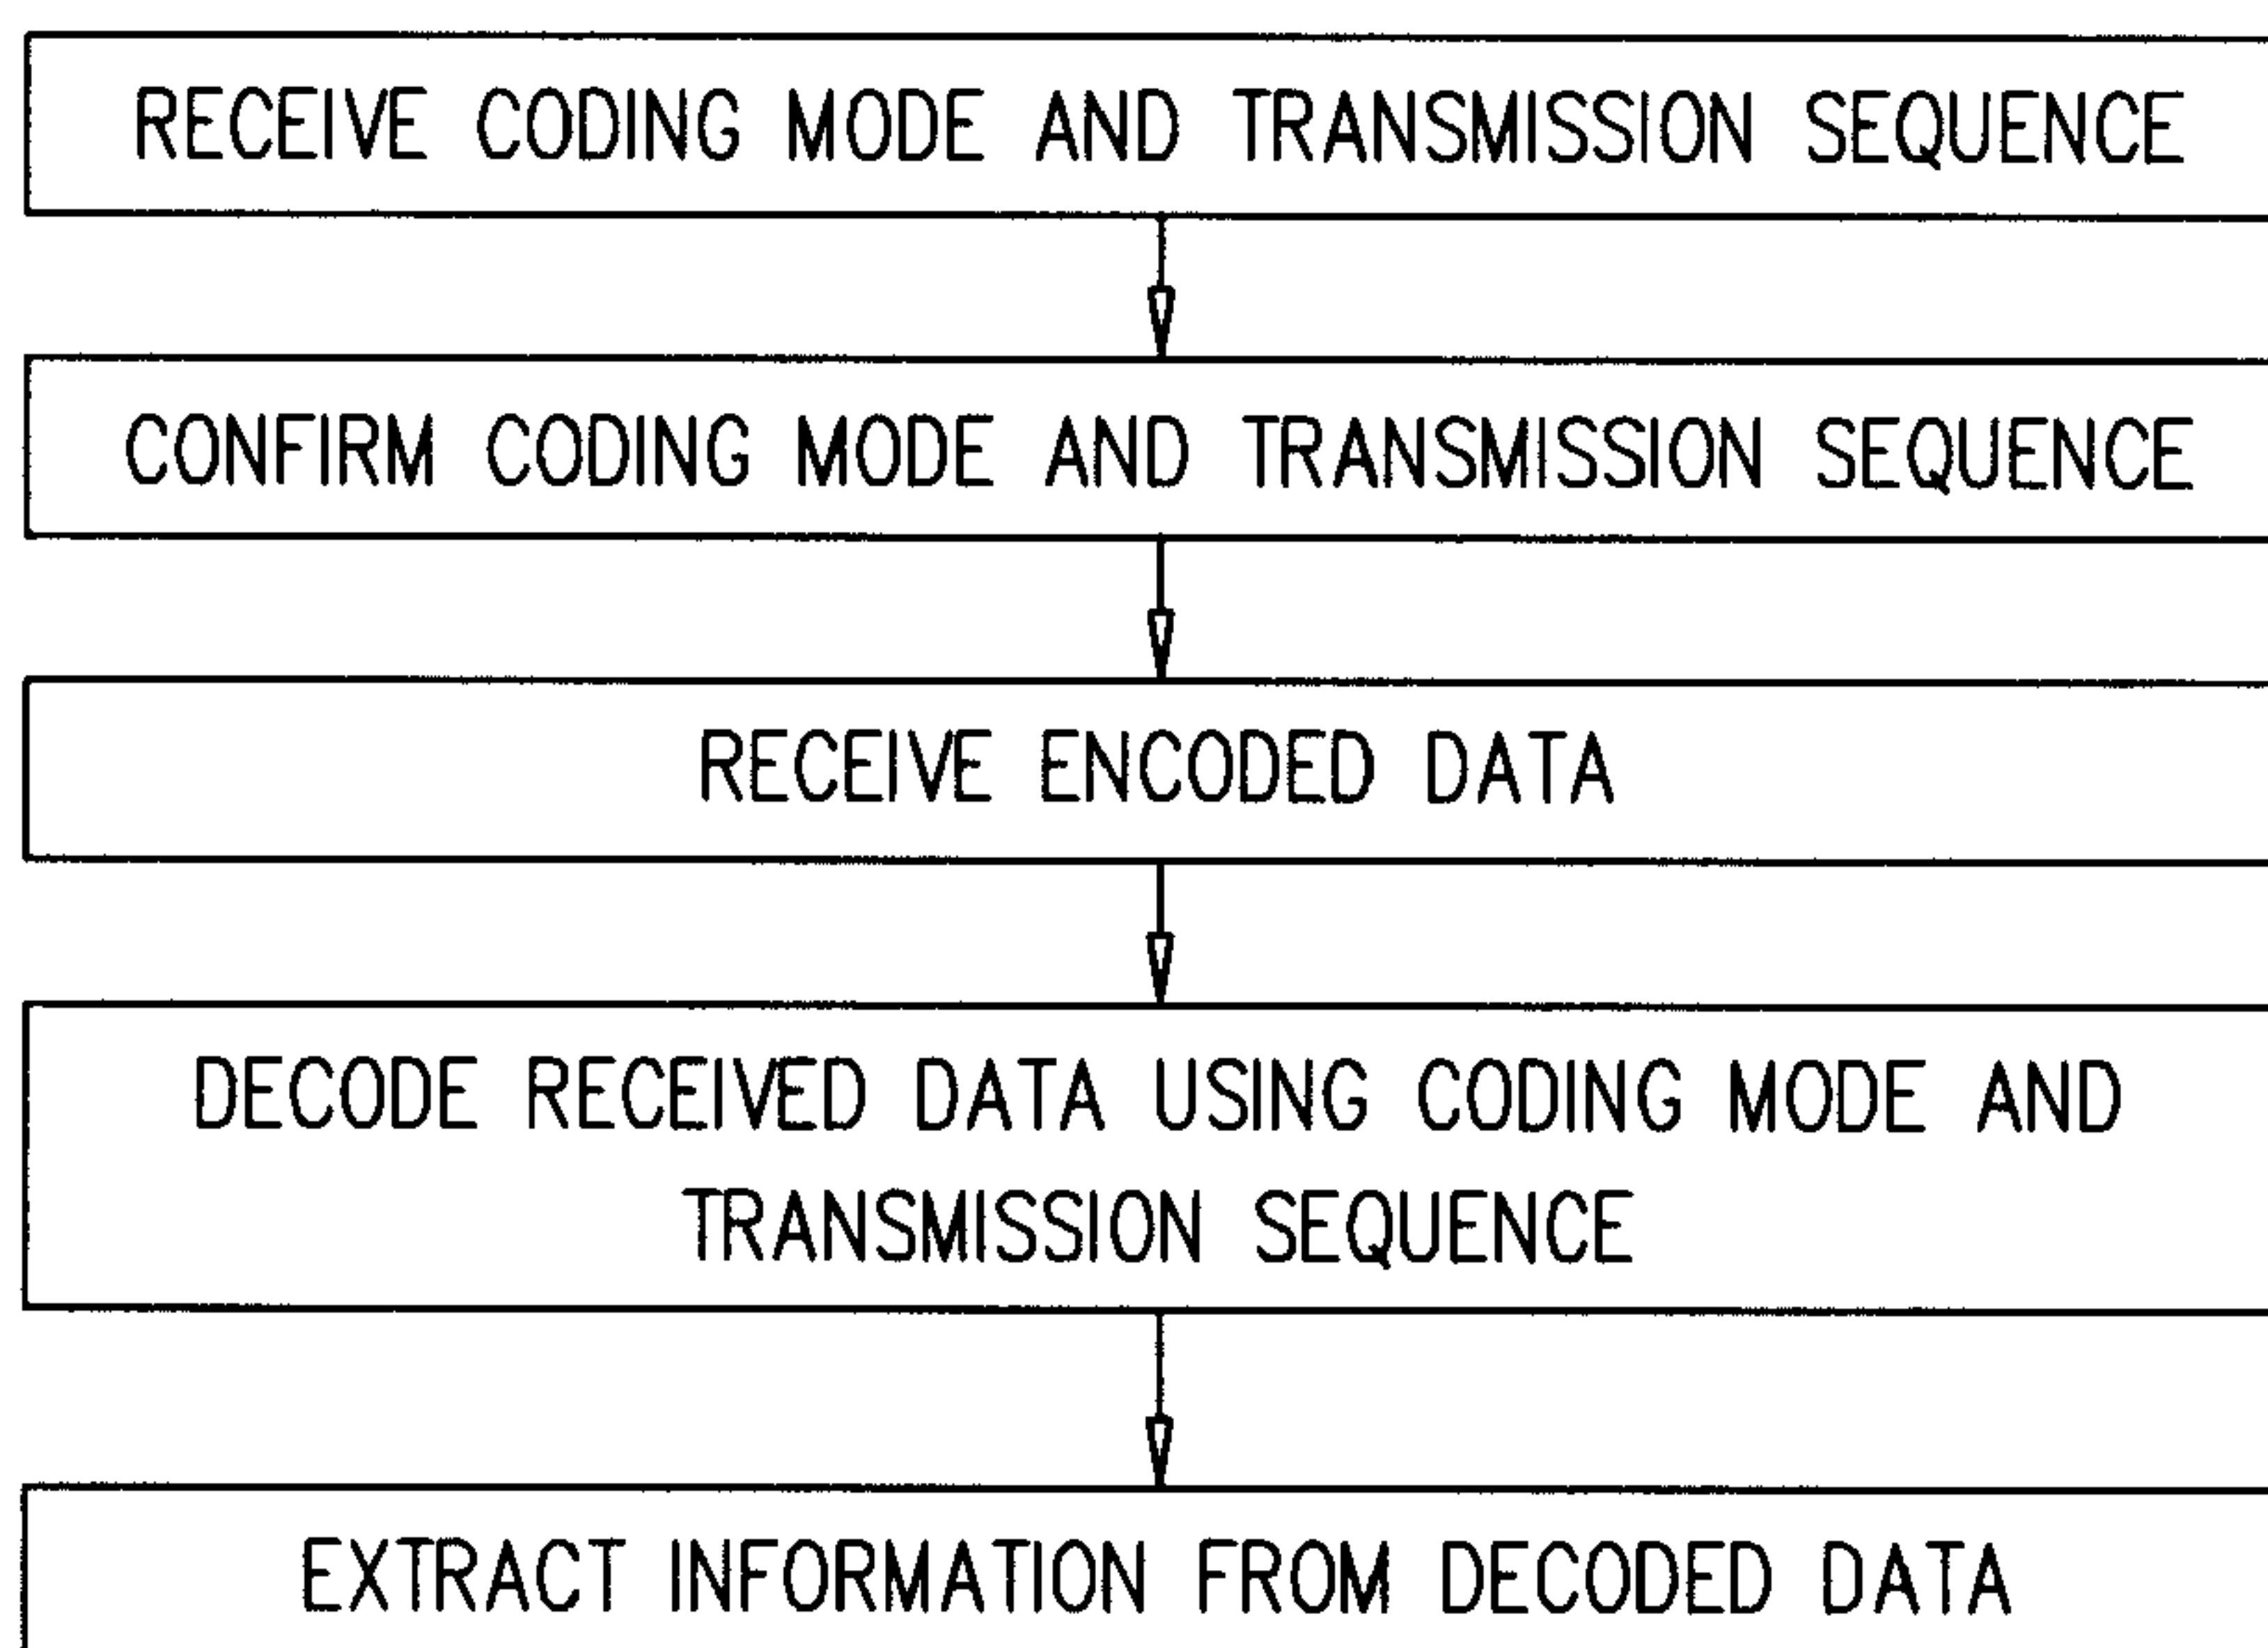 RECEIVE CODING MODE AND TRANSMISSION SEQUENCE
CONFIRM CODING MODE AND TRANSMISSION SEQUENCE
RECEIVE ENCODED DATA
DECODE RECEIVED DATA USING CODING MODE AND
TRANSMISSION SEQUENCE
EXTRACT INFORMATION FROM DECODED DATA